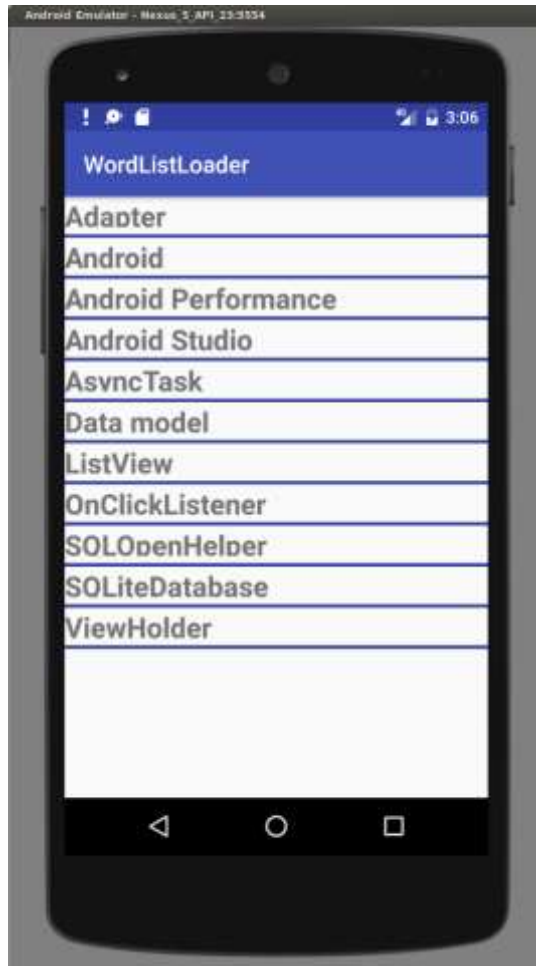 Android Emulator - Nexus_5_API_23:5554
3:06
WordListLoader
Adapter
Android
Android Performance
Android Studio
AsyncTask
Data model
ListView
OnClickListener
SQLOpenHelper
SQLiteDatabase
ViewHolder